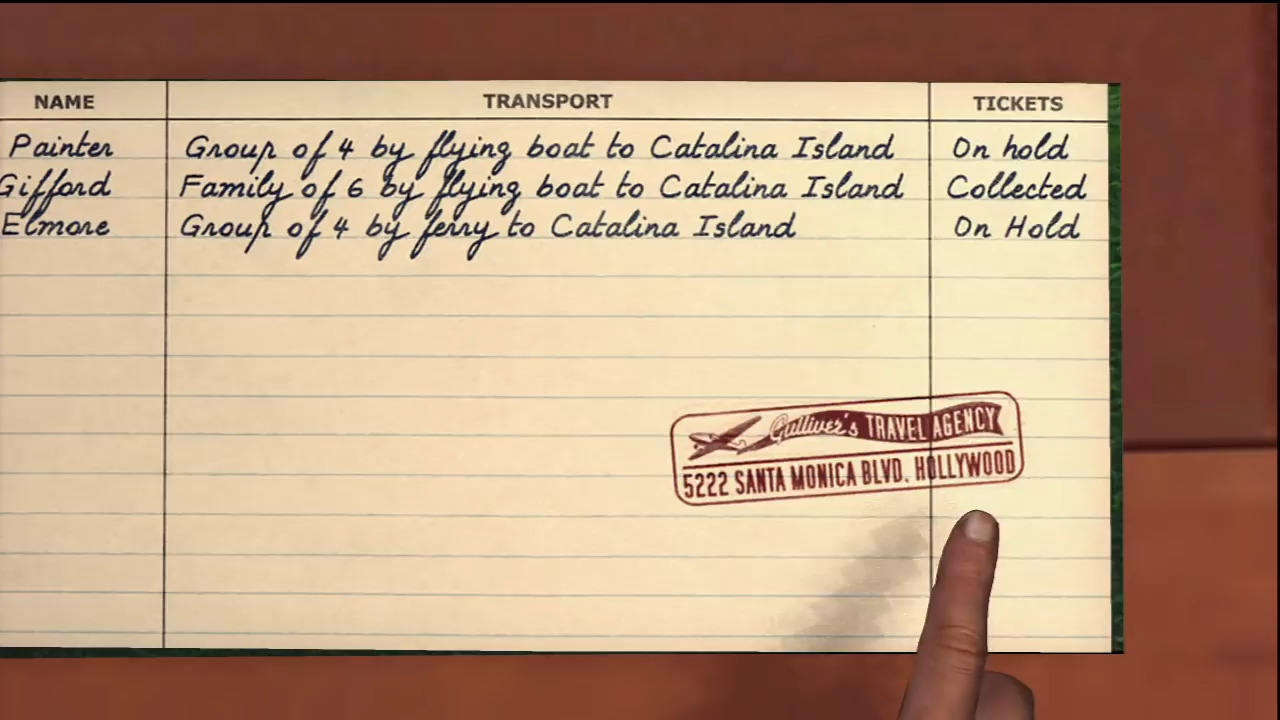 NAME TRANSPORT TICKETS
Painter Group of 4 by flying boat to Catalina Island On hold
Gifford Family of 6 by flying boat to Catalina Island Collected
Elmore Group of 4 by ferry to Catalina Island On Hold
Gulliver's TRAVEL AGENCY
5222 SANTA MONICA BLVD. HOLLYWOOD